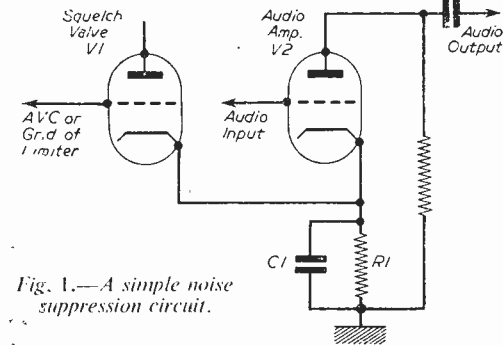 Squelch
Valve
V1
Audio
Amp.
V2
Audio
Output
AVC or
Grid of
Limiter
Audio
Input
C1
R1
Fig. 1.—A simple noise
suppression circuit.